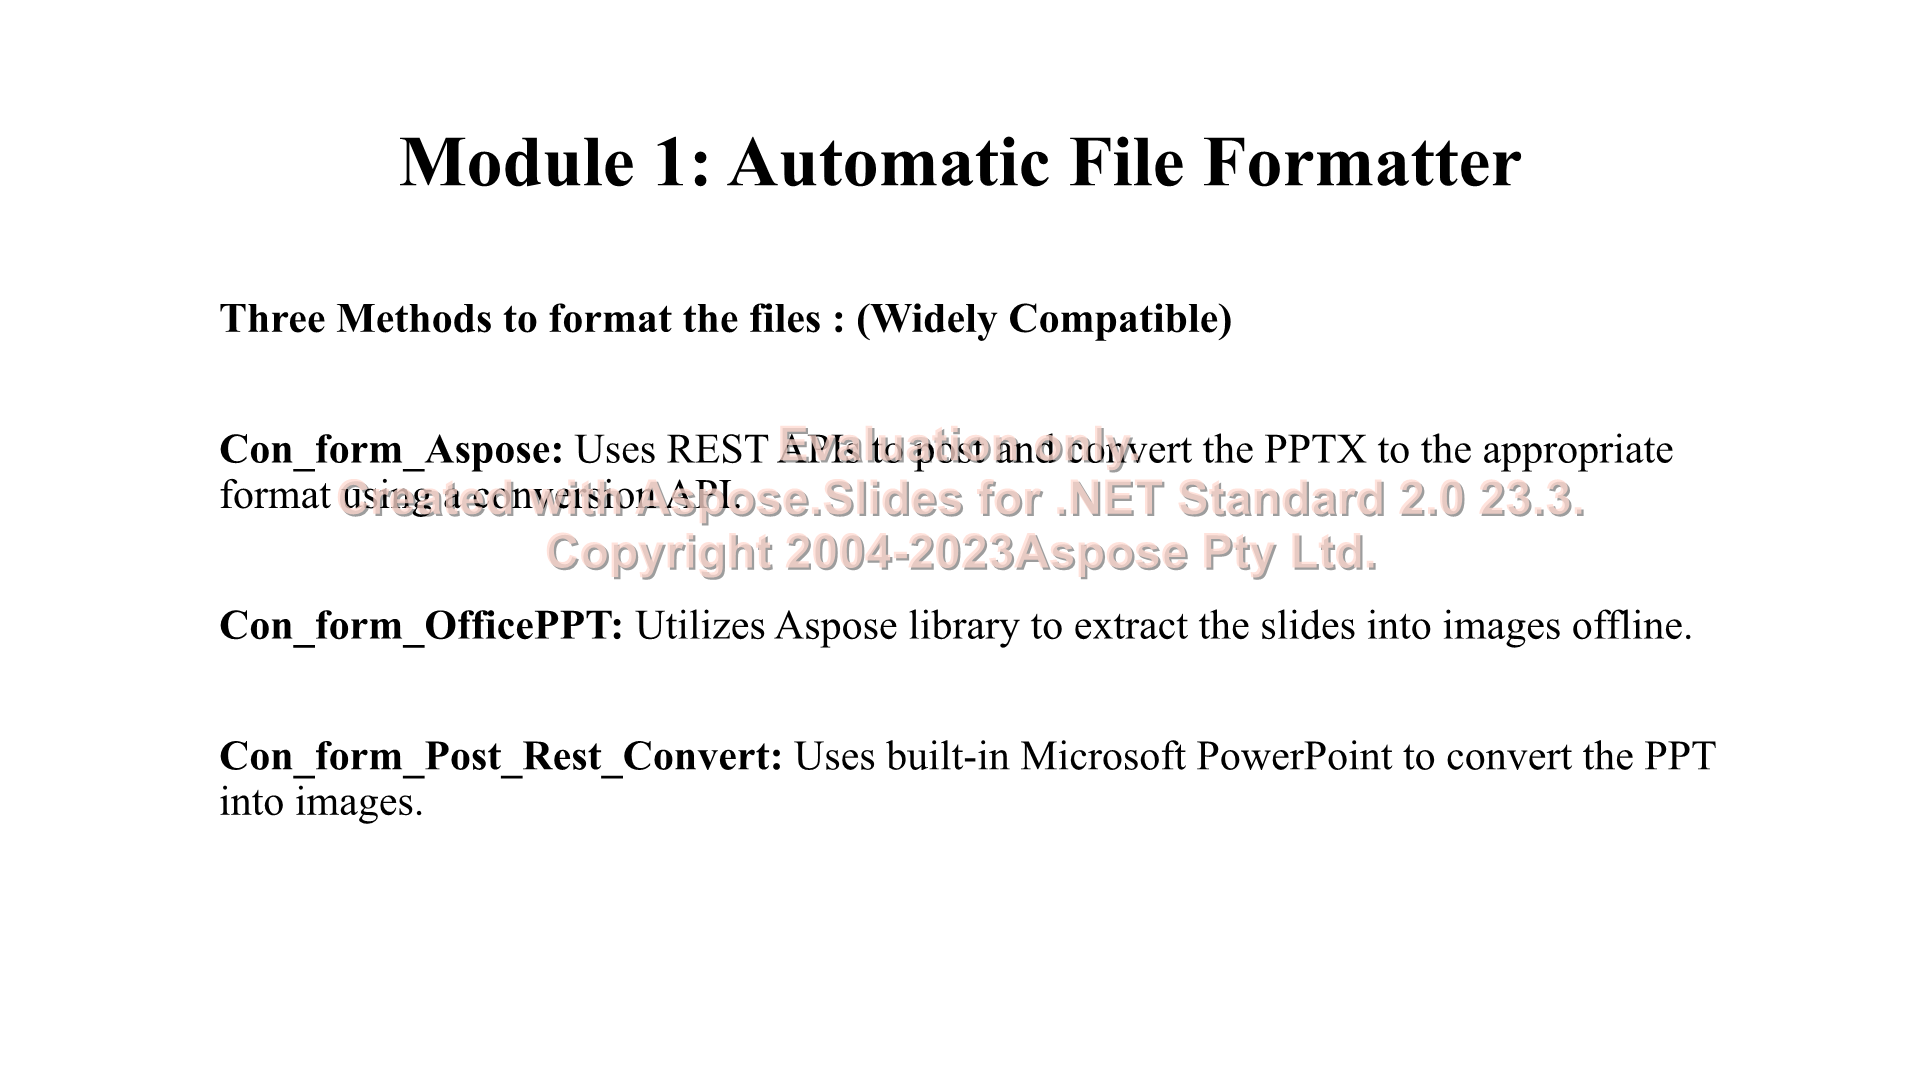 Module 1: Automatic File Formatter
Three Methods to format the files : (Widely Compatible)
Con_form_Aspose: Uses REST APIs to post and convert the PPTX to the appropriate
format using a conversion API.
Evaluation only.
Created with Aspose.Slides for .NET Standard 2.0 23.3.
Copyright 2004-2023Aspose Pty Ltd.
Con_form_OfficePPT: Utilizes Aspose library to extract the slides into images offline.
Con_form_Post_Rest_Convert: Uses built-in Microsoft PowerPoint to convert the PPT
into images.